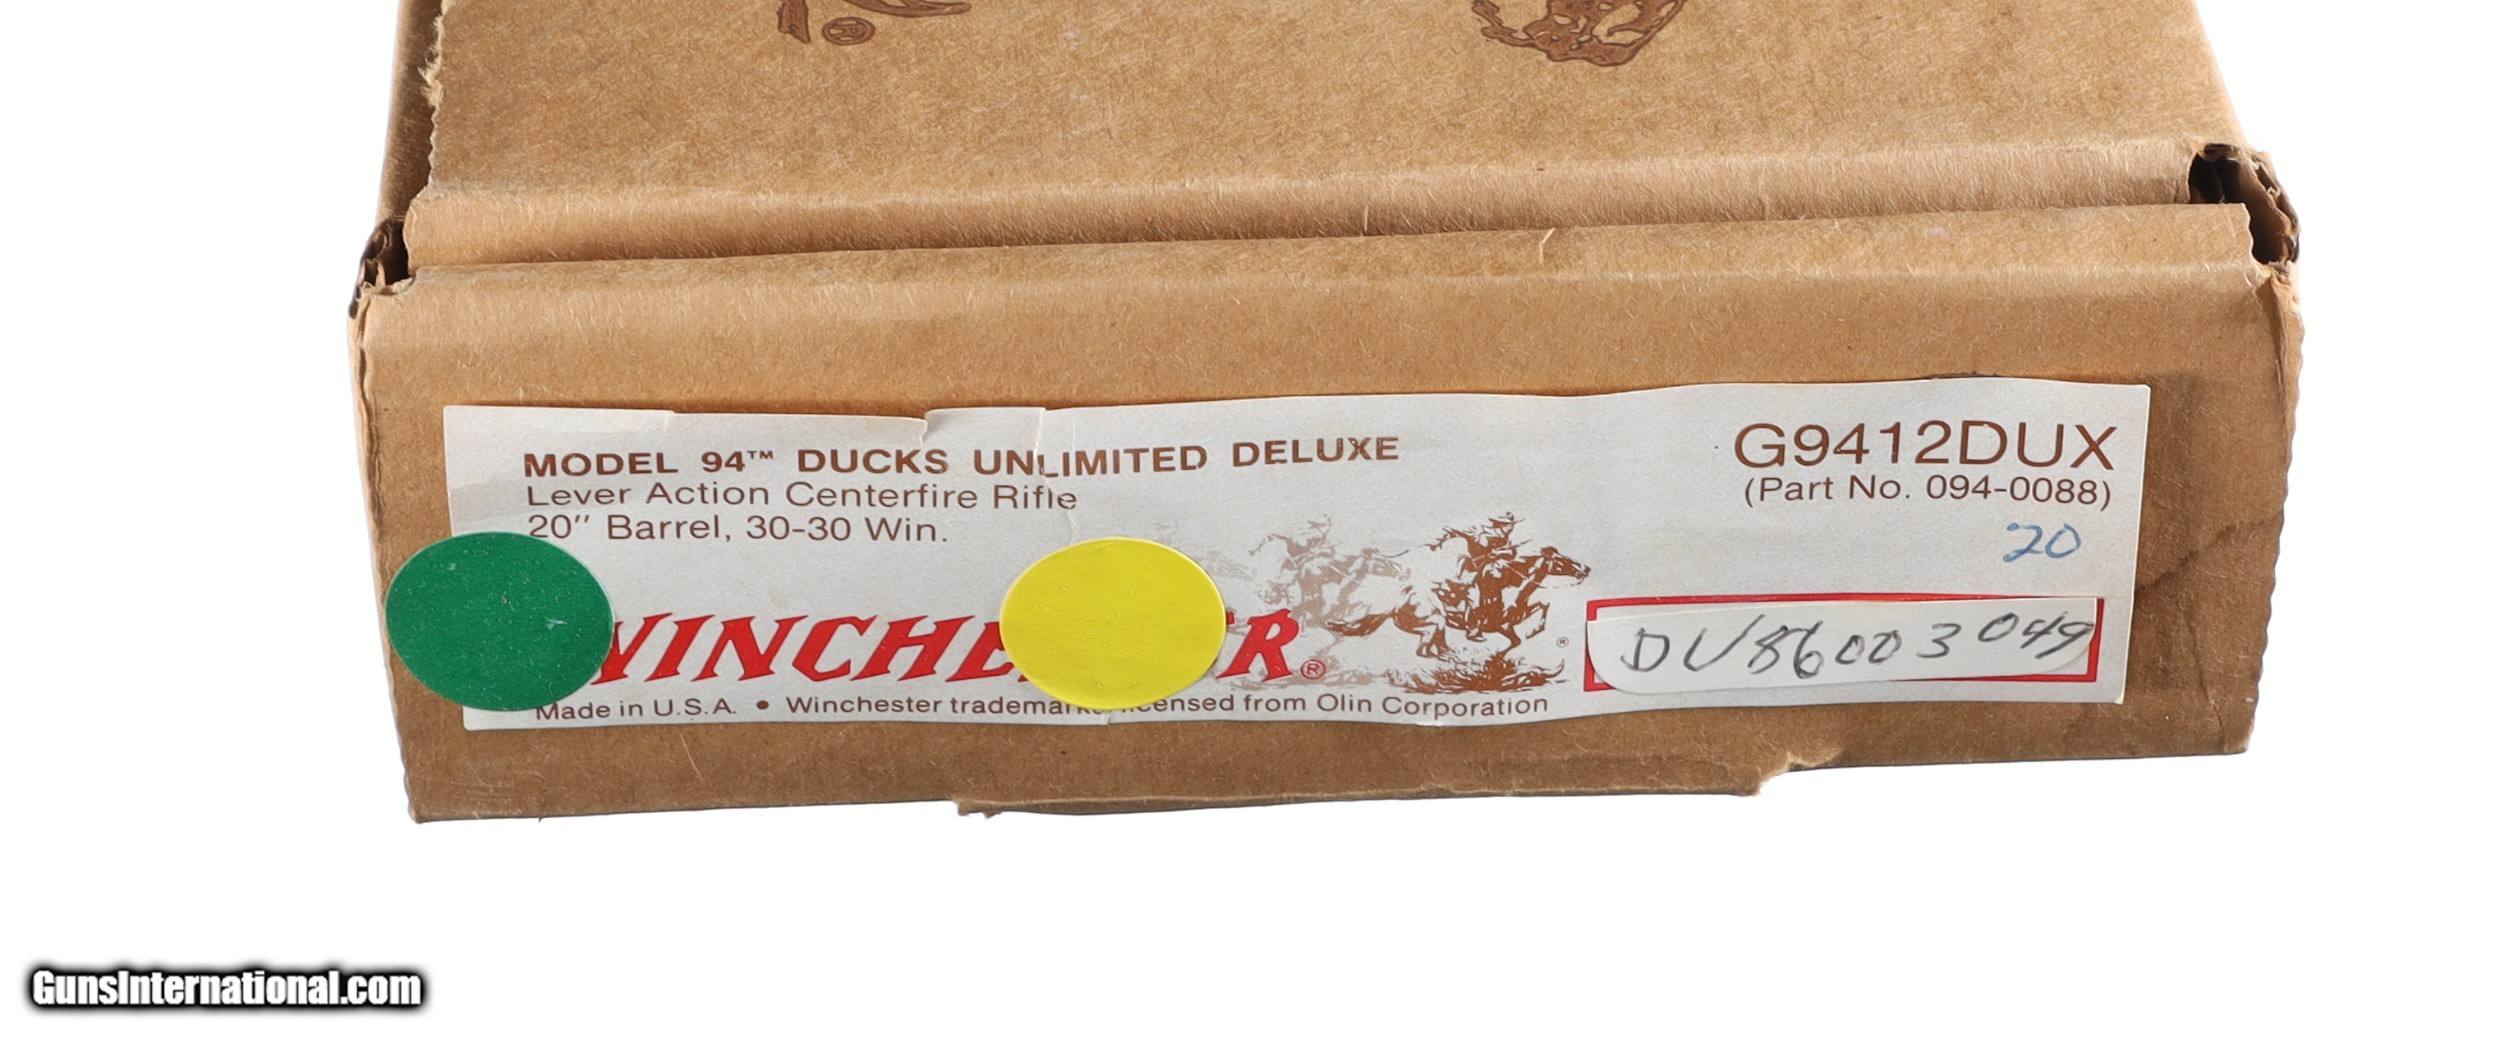 MODEL 94™ DUCKS UNLIMITED DELUXE
Lever Action Centerfire Rifle
20" Barrel, 30-30 Win.
G9412DUX
(Part No. 094-0088)
20
WINCHESTER®
DU86003049
Made in U.S.A. • Winchester trademark licensed from Olin Corporation
GunsInternational.com